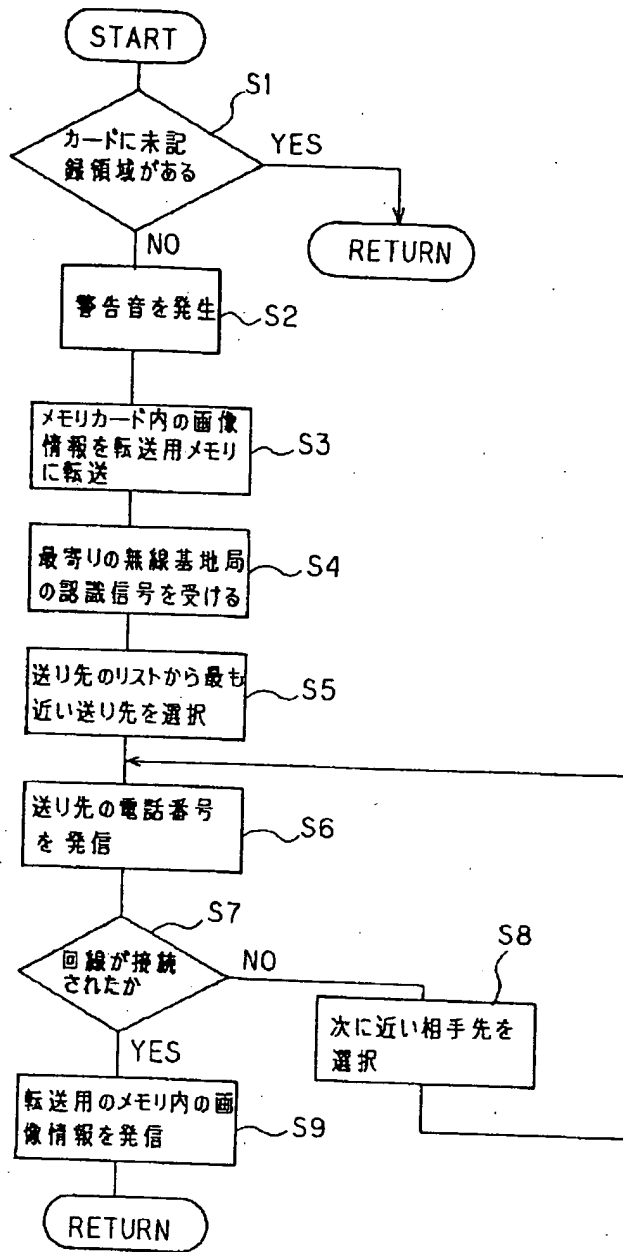 START
S1
カードに未記
録領域がある
YES
RETURN
NO
警告音を発生
S2
メモリカード内の画像
情報を転送用メモリ
に転送
S3
最寄りの無線基地局
の認識信号を受ける
S4
送り先のリストから最も
近い送り先を選択
S5
送り先の電話番号
を発信
S6
S7
回線が接続
されたか
NO
S8
次に近い相手先を
選択
YES
転送用のメモリ内の画
像情報を発信
S9
RETURN